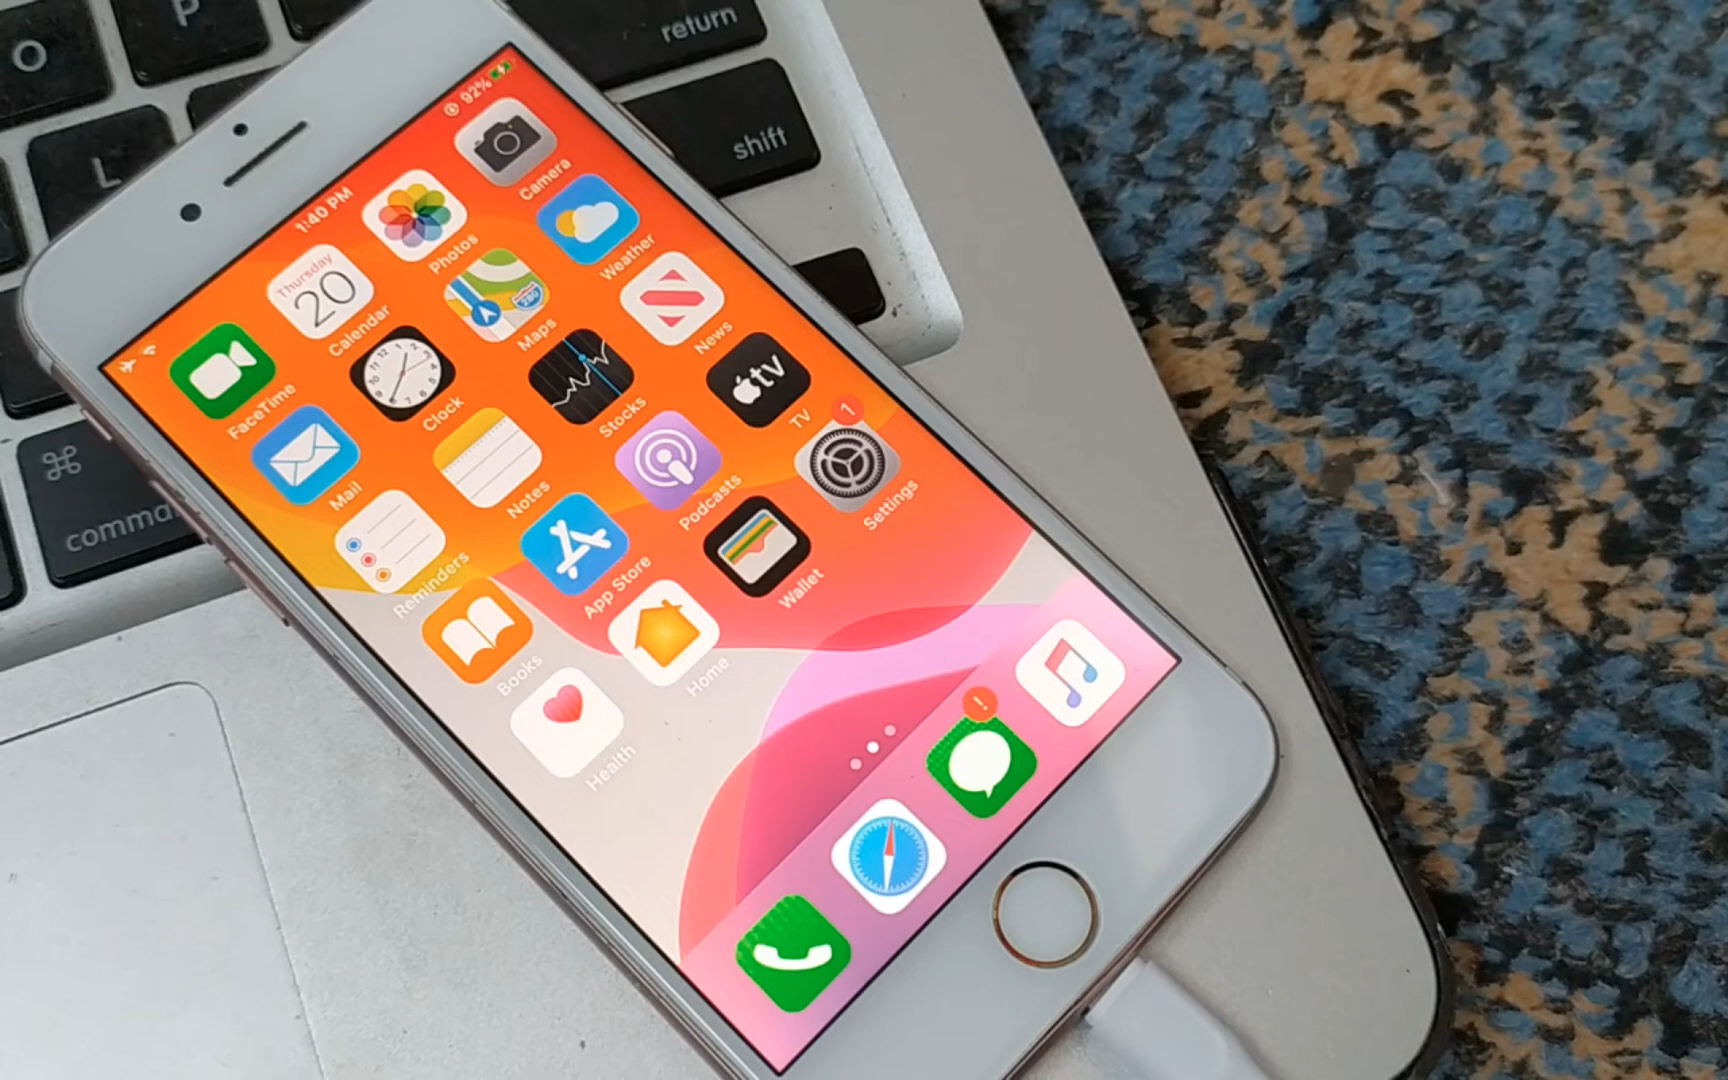 O
P
return
L
shift
⌘
comma
1:40 PM
92%
FaceTime
Thursday
20
Calendar
Photos
Camera
Mail
Clock
Maps
280
Weather
Reminders
Notes
Stocks
News
Books
App Store
Podcasts
tv
TV
Health
Home
Wallet
1
Settings
!